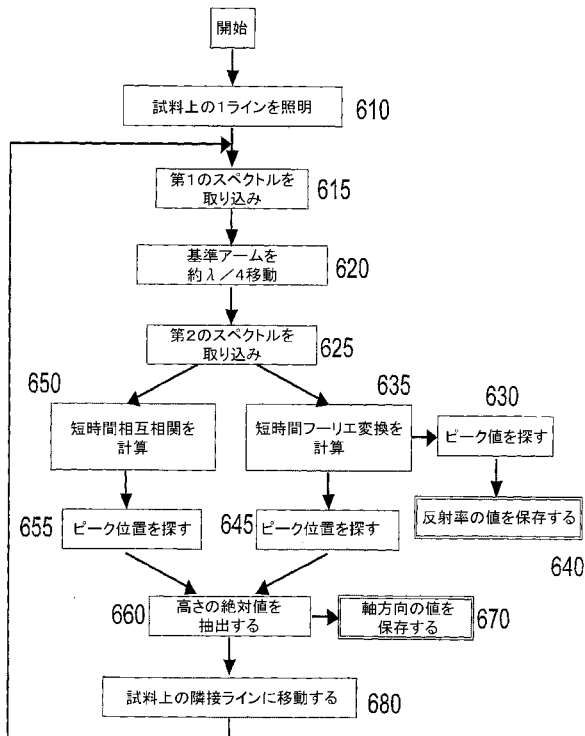 開始
試料上の1ラインを照明
610
第1のスペクトルを
取り込み
615
基準アームを
約λ/4移動
620
第2のスペクトルを
取り込み
625
650
短時間相互相関を
計算
635
短時間フーリエ変換を
計算
630
ピーク値を探す
655
ピーク位置を探す
645
ピーク位置を探す
反射率の値を保存する
640
660
高さの絶対値を
抽出する
軸方向の値を
保存する
670
試料上の隣接ラインに移動する
680